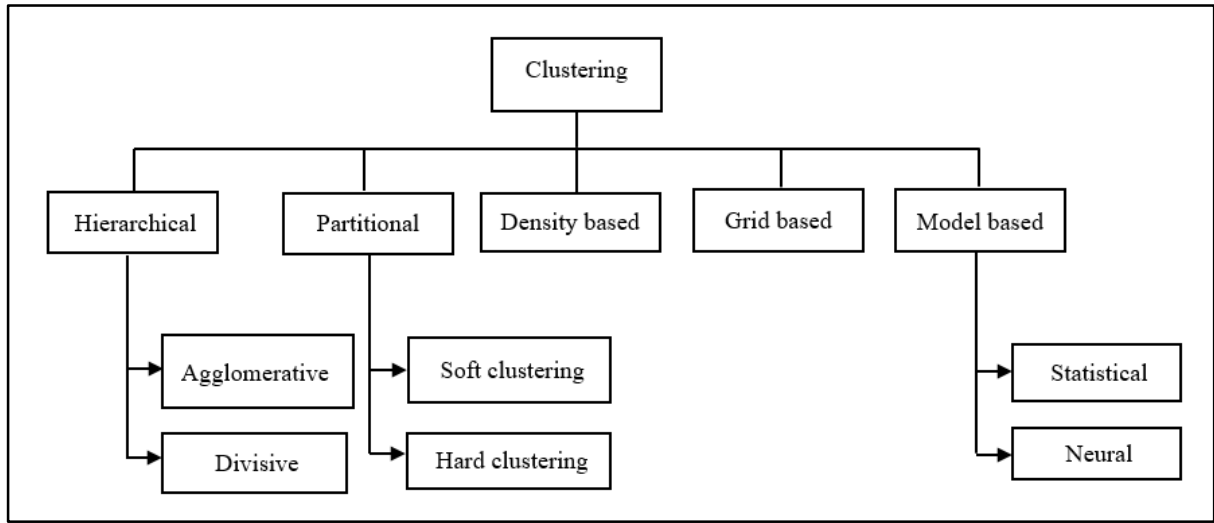 Clustering
Hierarchical
Partitional
Density based
Grid based
Model based
Agglomerative
Divisive
Soft clustering
Hard clustering
Statistical
Neural